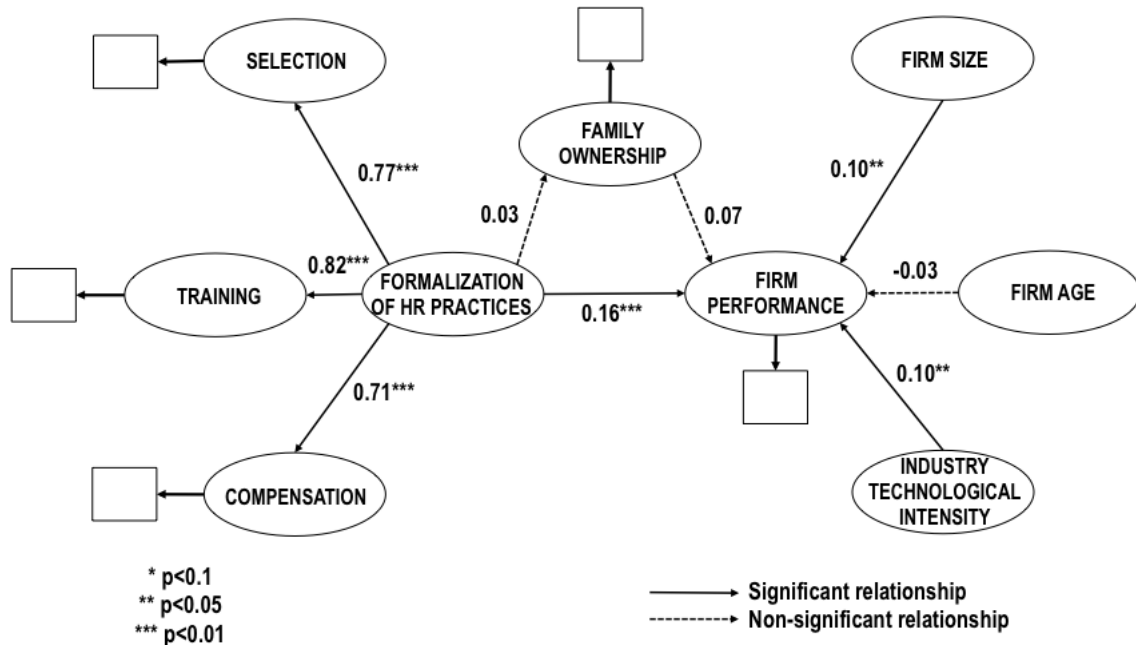 SELECTION
FIRM SIZE
FAMILY
OWNERSHIP
0.77***
0.10**
0.03
0.07
TRAINING
0.82***
FORMALIZATION
OF HR PRACTICES
0.16***
FIRM
PERFORMANCE
-0.03
FIRM AGE
0.71***
0.10**
COMPENSATION
INDUSTRY
TECHNOLOGICAL
INTENSITY
* p<0.1
** p<0.05
*** p<0.01
Significant relationship
Non-significant relationship